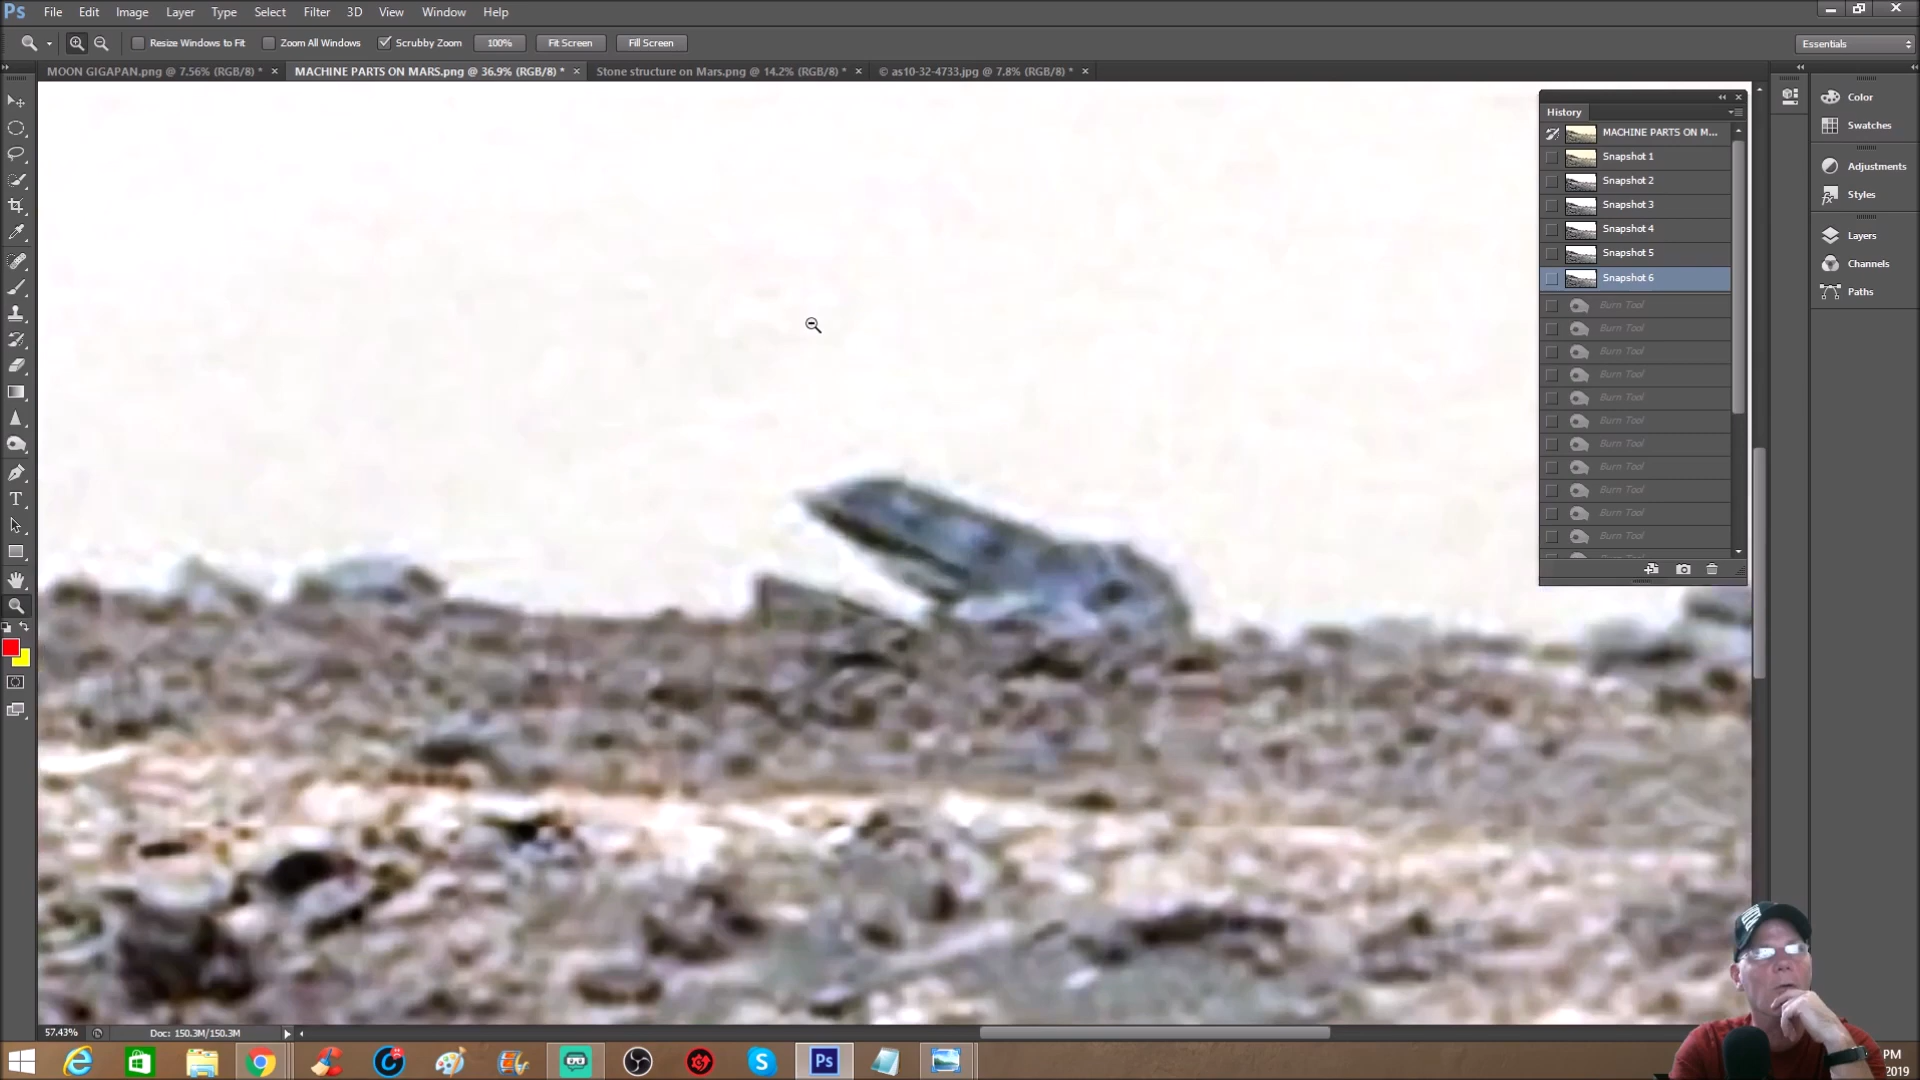 Ps File Edit Image Layer Type Select Filter 3D View Window Help
Resize Windows to Fit Zoom All Windows Scrubby Zoom 100% Fit Screen Fill Screen Essentials
MOON GIGAPAN.png @ 7.56% (RGB/8) * × MACHINE PARTS ON MARS.png @ 36.9% (RGB/8) * × Stone structure on Mars.png @ 14.2% (RGB/8) * × © as10-32-4733.jpg @ 7.8% (RGB/8) * ×
History
MACHINE PARTS ON M...
Snapshot 1
Snapshot 2
Snapshot 3
Snapshot 4
Snapshot 5
Snapshot 6
Burn Tool
Burn Tool
Burn Tool
Burn Tool
Burn Tool
Burn Tool
Burn Tool
Burn Tool
Burn Tool
Burn Tool
Burn Tool
Color
Swatches
Adjustments
Styles
Layers
Channels
Paths
57.43% Doc: 150.3M/150.3M
Ps
PM
2019